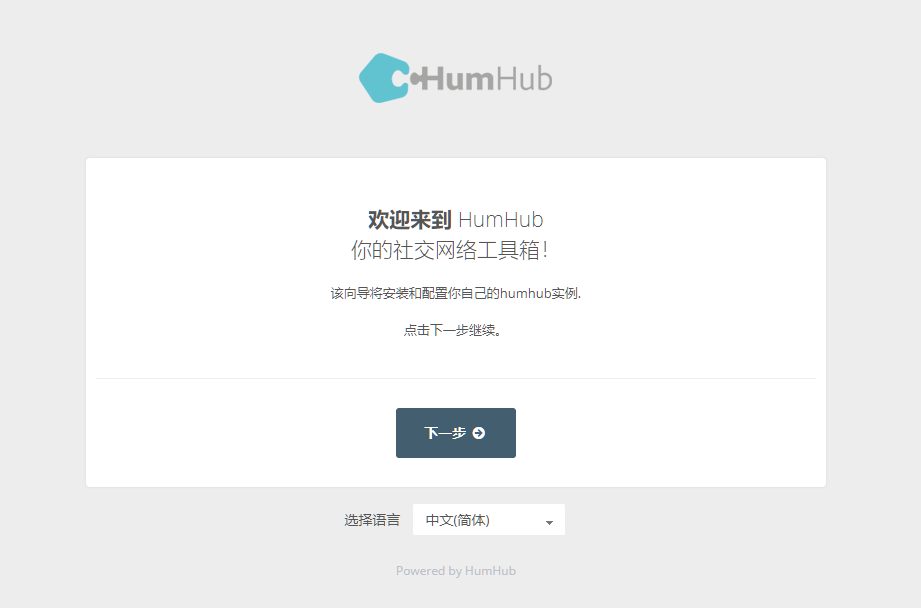 HumHub
欢迎来到 HumHub
你的社交网络工具箱！
该向导将安装和配置你自己的humhub实例.
点击下一步继续。
下一步
选择语言 中文(简体)
Powered by HumHub